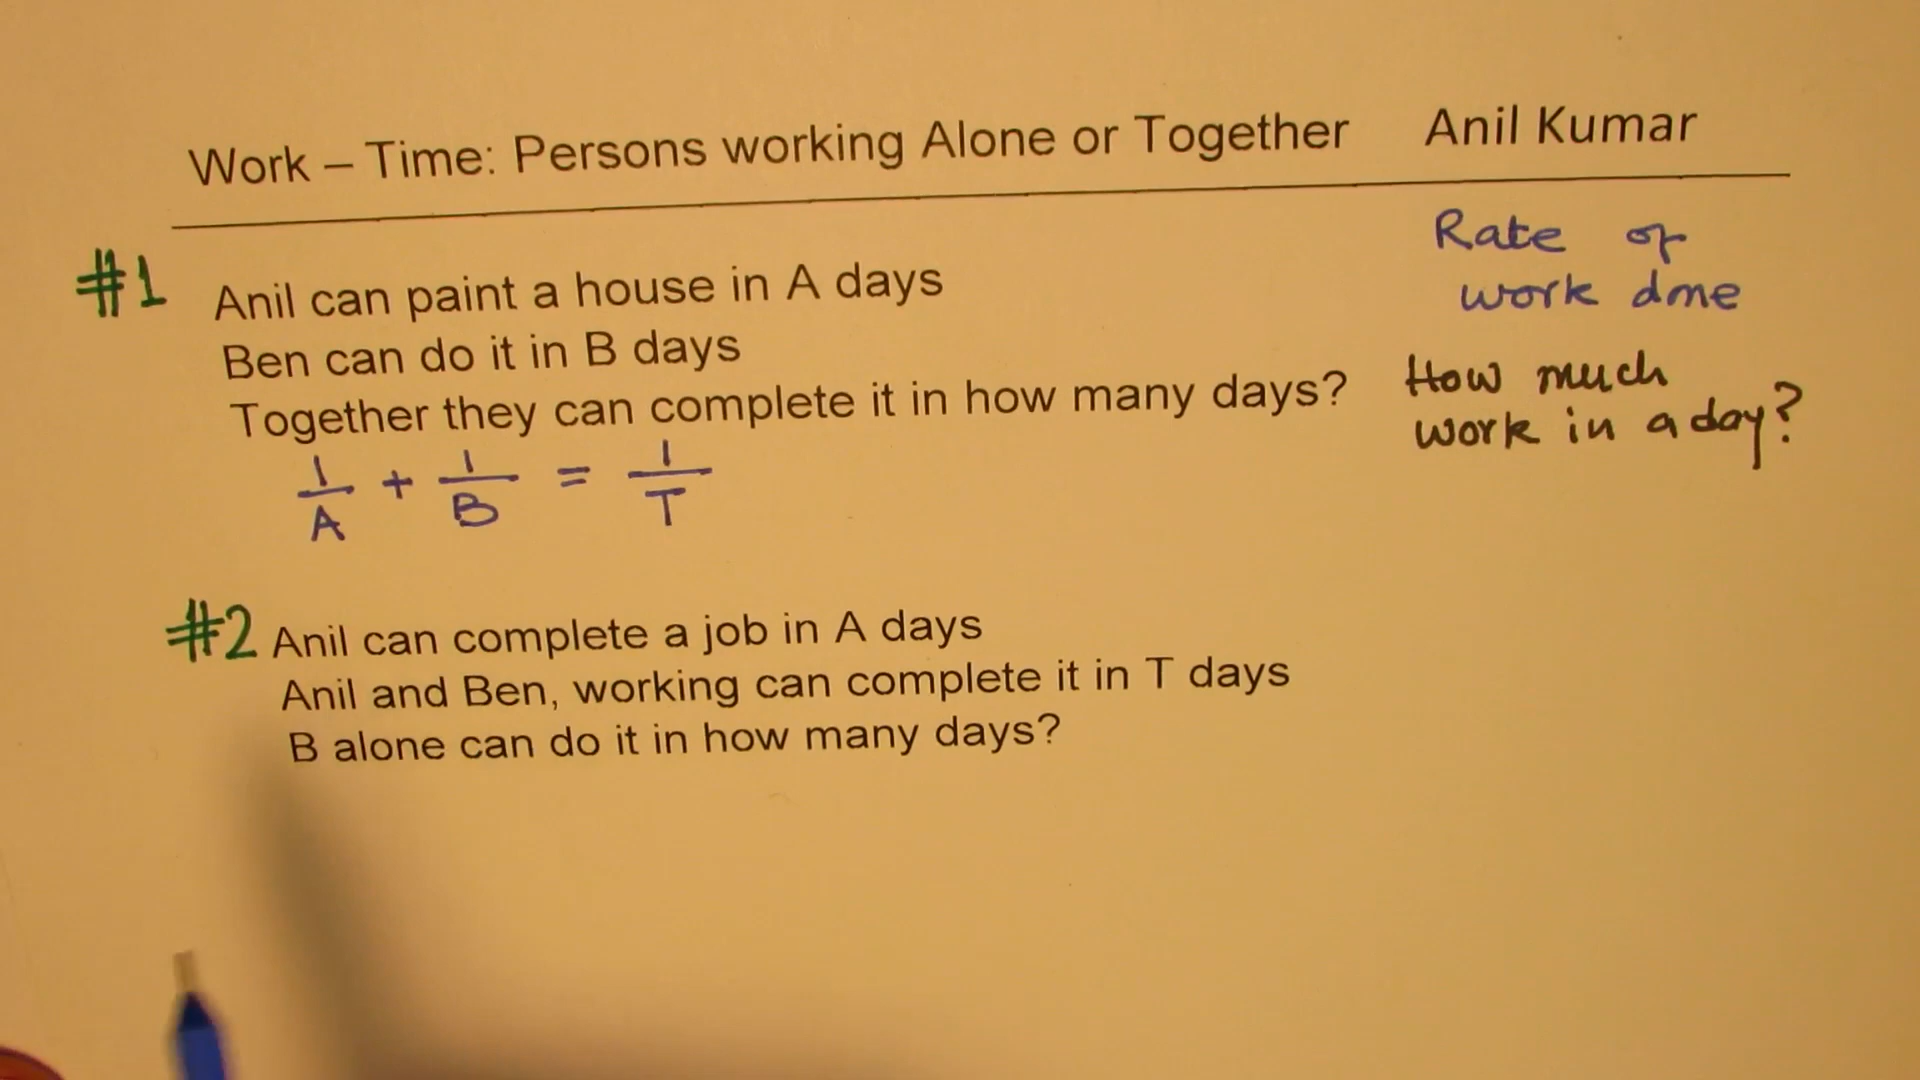 Work – Time: Persons working Alone or Together Anil Kumar
Rate of
work done
#1 Anil can paint a house in A days
Ben can do it in B days
Together they can complete it in how many days?
How much
work in a day?
1/A + 1/B = 1/T
#2 Anil can complete a job in A days
Anil and Ben, working can complete it in T days
B alone can do it in how many days?